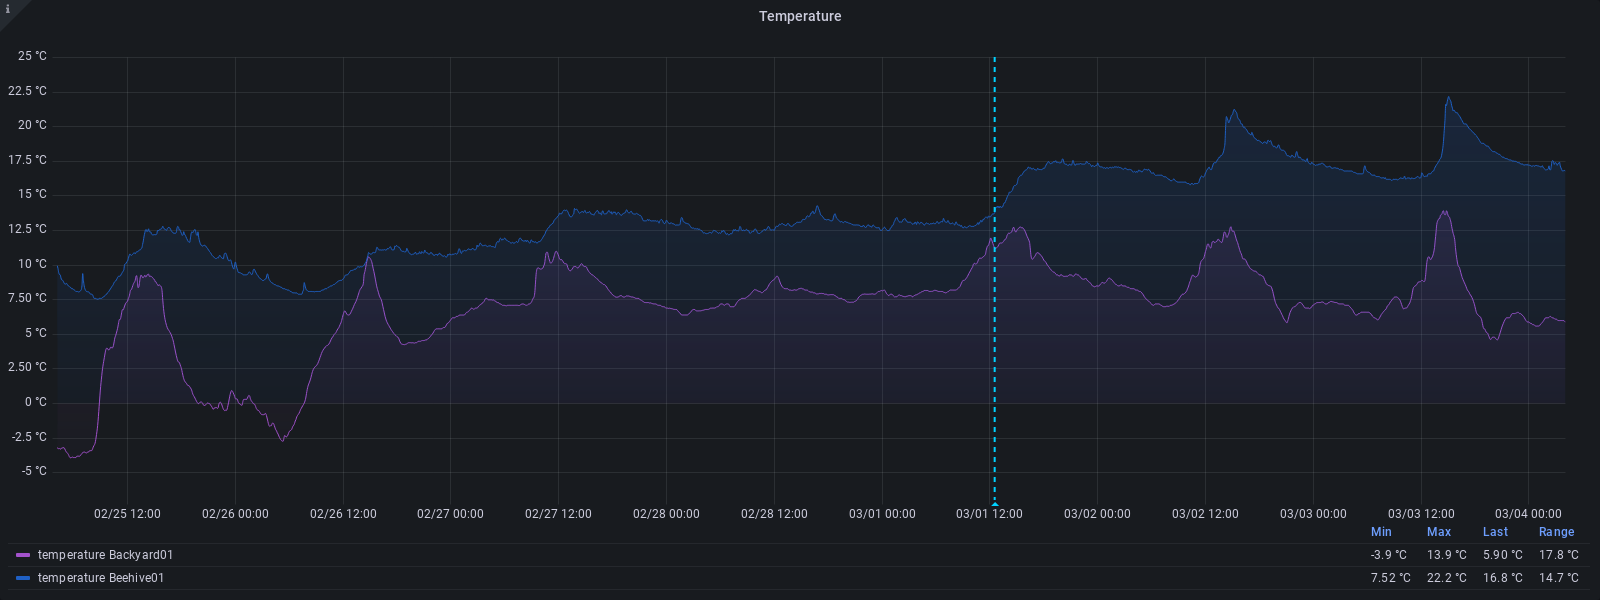 i
Temperature
25 °C
22.5 °C
20 °C
17.5 °C
15 °C
12.5 °C
10 °C
7.50 °C
5 °C
2.50 °C
0 °C
-2.5 °C
-5 °C
02/25 12:00 02/26 00:00 02/26 12:00 02/27 00:00 02/27 12:00 02/28 00:00 02/28 12:00 03/01 00:00 03/01 12:00 03/02 00:00 03/02 12:00 03/03 00:00 03/03 12:00 03/04 00:00
Min Max Last Range
temperature Backyard01 -3.9 °C 13.9 °C 5.90 °C 17.8 °C
temperature Beehive01 7.52 °C 22.2 °C 16.8 °C 14.7 °C